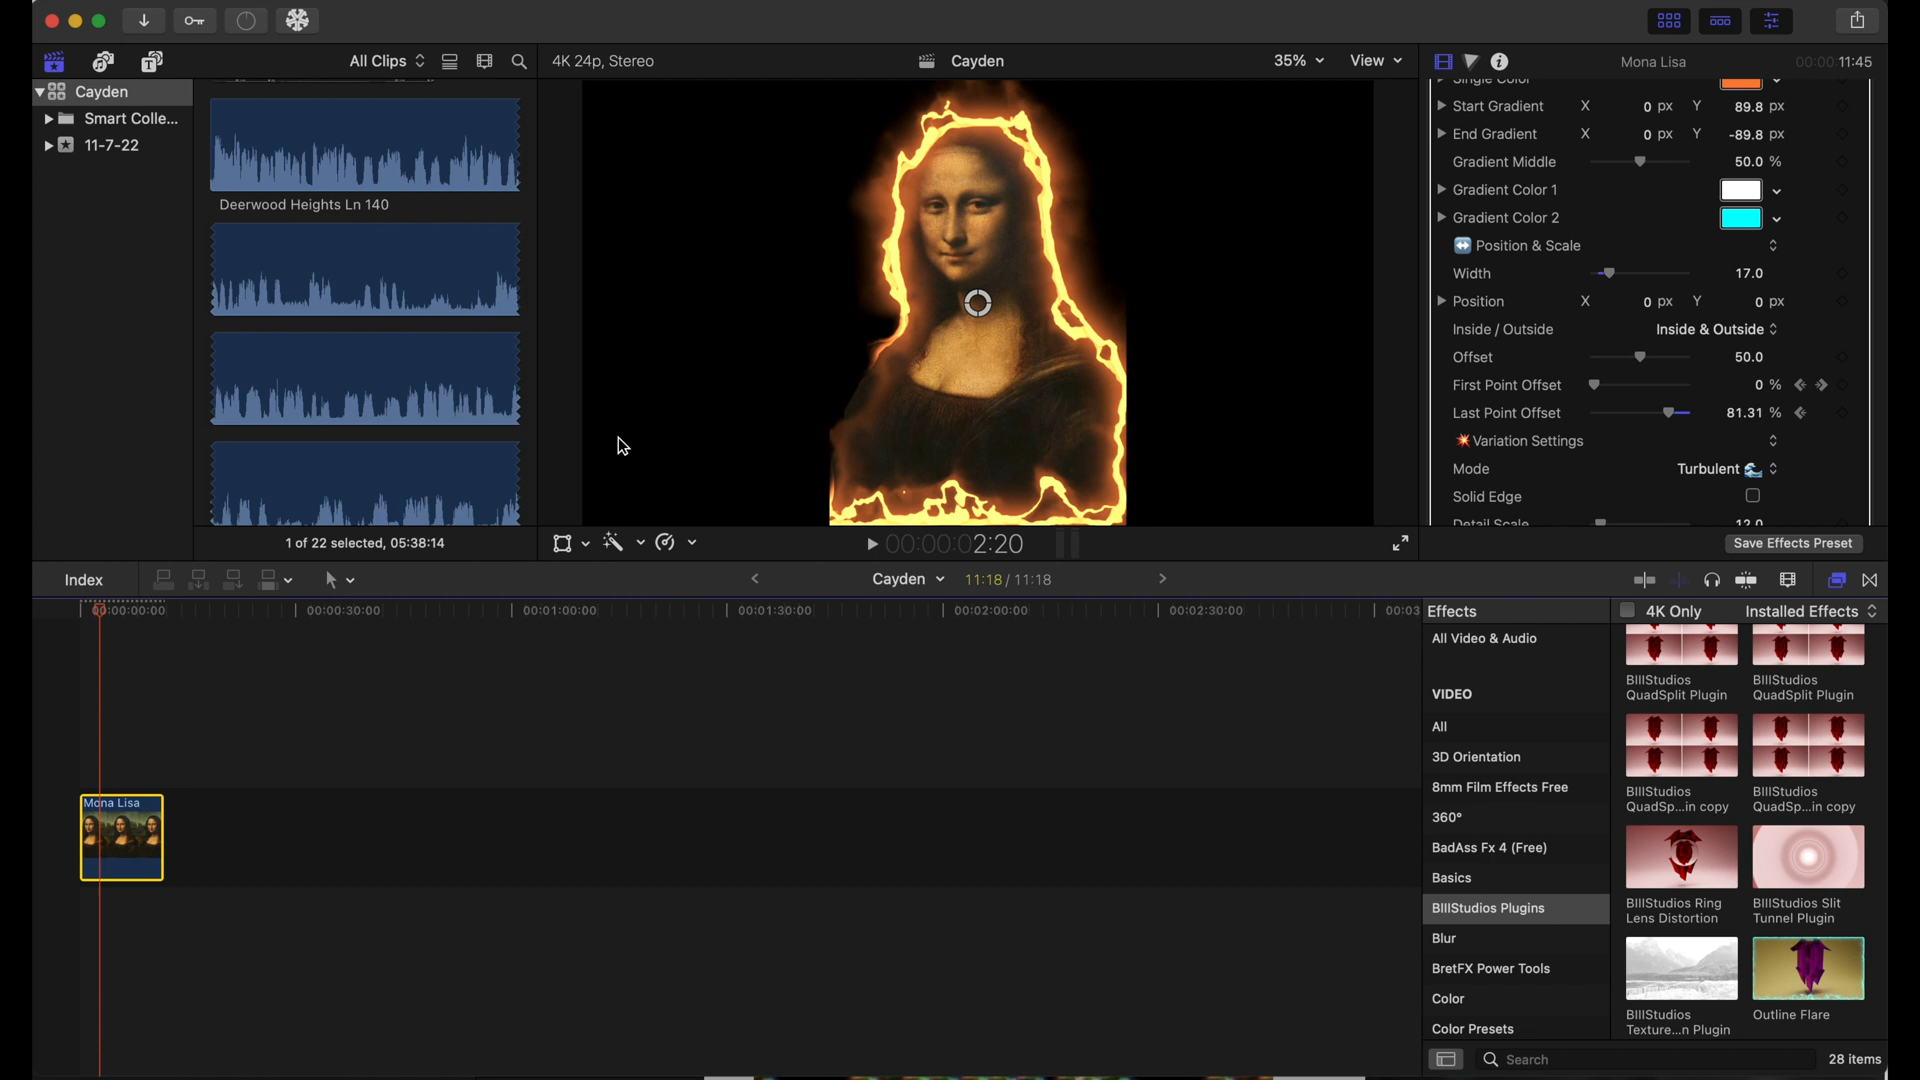 All Clips
4K 24p, Stereo
Cayden
35%
View
Mona Lisa
00:00:11:45
Cayden
Smart Colle...
11-7-22
Deerwood Heights Ln 140
1 of 22 selected, 05:38:14
00:00:02:20
Single Color
Start Gradient X 0 px Y 89.8 px
End Gradient X 0 px Y -89.8 px
Gradient Middle 50.0 %
Gradient Color 1
Gradient Color 2
Position & Scale
Width 17.0
Position X 0 px Y 0 px
Inside / Outside Inside & Outside
Offset 50.0
First Point Offset 0 %
Last Point Offset 81.31 %
Variation Settings
Mode Turbulent
Solid Edge
Detail Scale 12.0
Save Effects Preset
Index
Cayden 11:18 / 11:18
00:00:00:00 00:00:30:00 00:01:00:00 00:01:30:00 00:02:00:00 00:02:30:00 00:03
Mona Lisa
Effects
4K Only
Installed Effects
All Video & Audio
VIDEO
All
3D Orientation
8mm Film Effects Free
360°
BadAss Fx 4 (Free)
Basics
BIIIStudios Plugins
Blur
BretFX Power Tools
Color
Color Presets
BIIIStudios
QuadSplit Plugin
BIIIStudios
QuadSplit Plugin
BIIIStudios
QuadSp...in copy
BIIIStudios
QuadSp...in copy
BIIIStudios Ring
Lens Distortion
BIIIStudios Slit
Tunnel Plugin
BIIIStudios
Texture...n Plugin
Outline Flare
Search
28 items